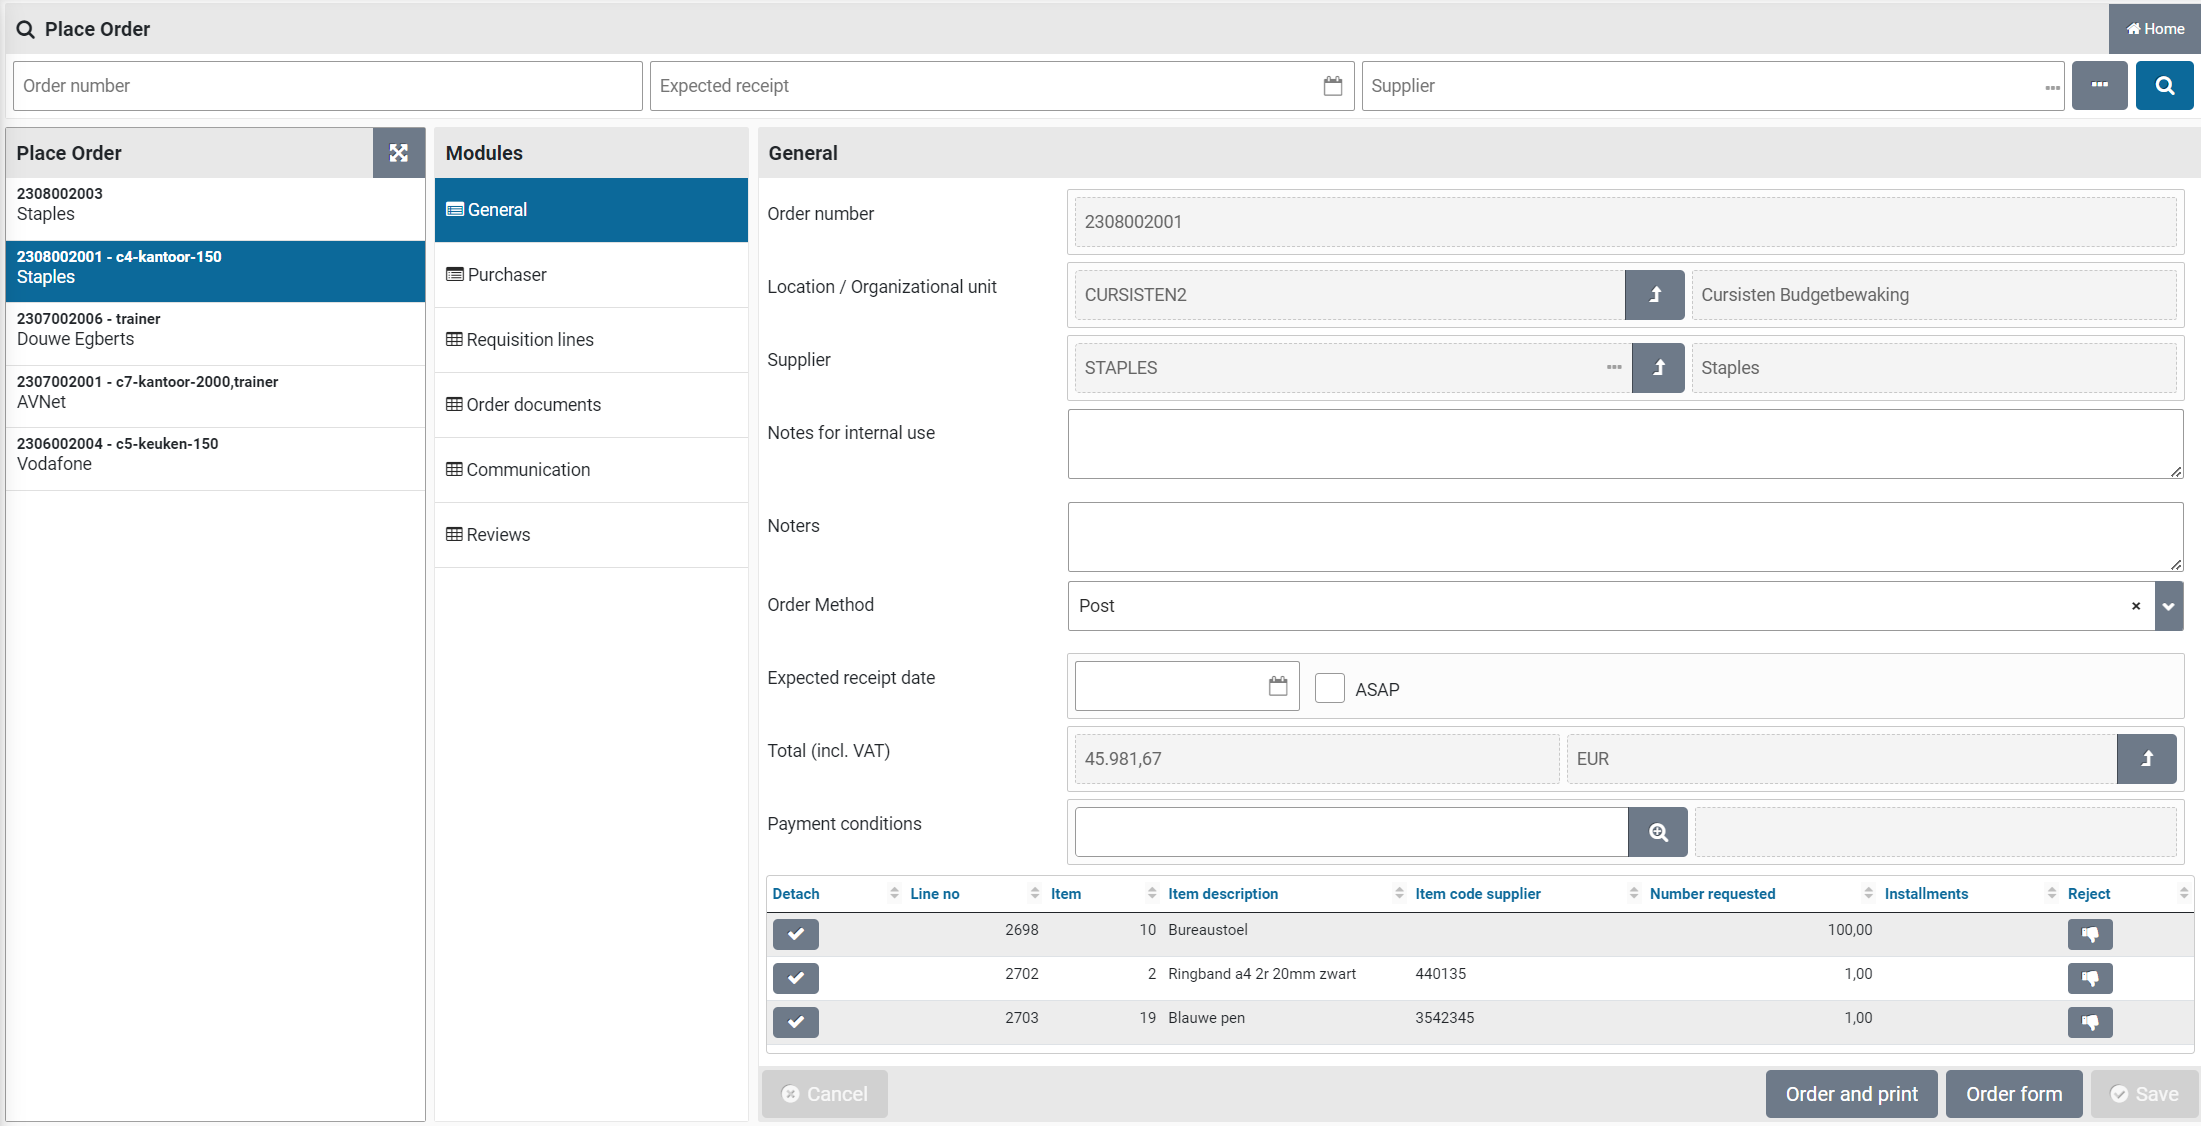 Place Order
Home
Order number
Expected receipt
Supplier
Place Order
2308002003
Staples
2308002001 - c4-kantoor-150
Staples
2307002006 - trainer
Douwe Egberts
2307002001 - c7-kantoor-2000,trainer
AVNet
2306002004 - c5-keuken-150
Vodafone
Modules
General
Purchaser
Requisition lines
Order documents
Communication
Reviews
General
Order number 2308002001
Location / Organizational unit CURSISTEN2 Cursisten Budgetbewaking
Supplier STAPLES Staples
Notes for internal use
Noters
Order Method Post
Expected receipt date ASAP
Total (incl. VAT) 45.981,67 EUR
Payment conditions
Detach Line no Item Item description Item code supplier Number requested Installments Reject
2698 10 Bureaustoel 100,00
2702 2 Ringband a4 2r 20mm zwart 440135 1,00
2703 19 Blauwe pen 3542345 1,00
Cancel Order and print Order form Save